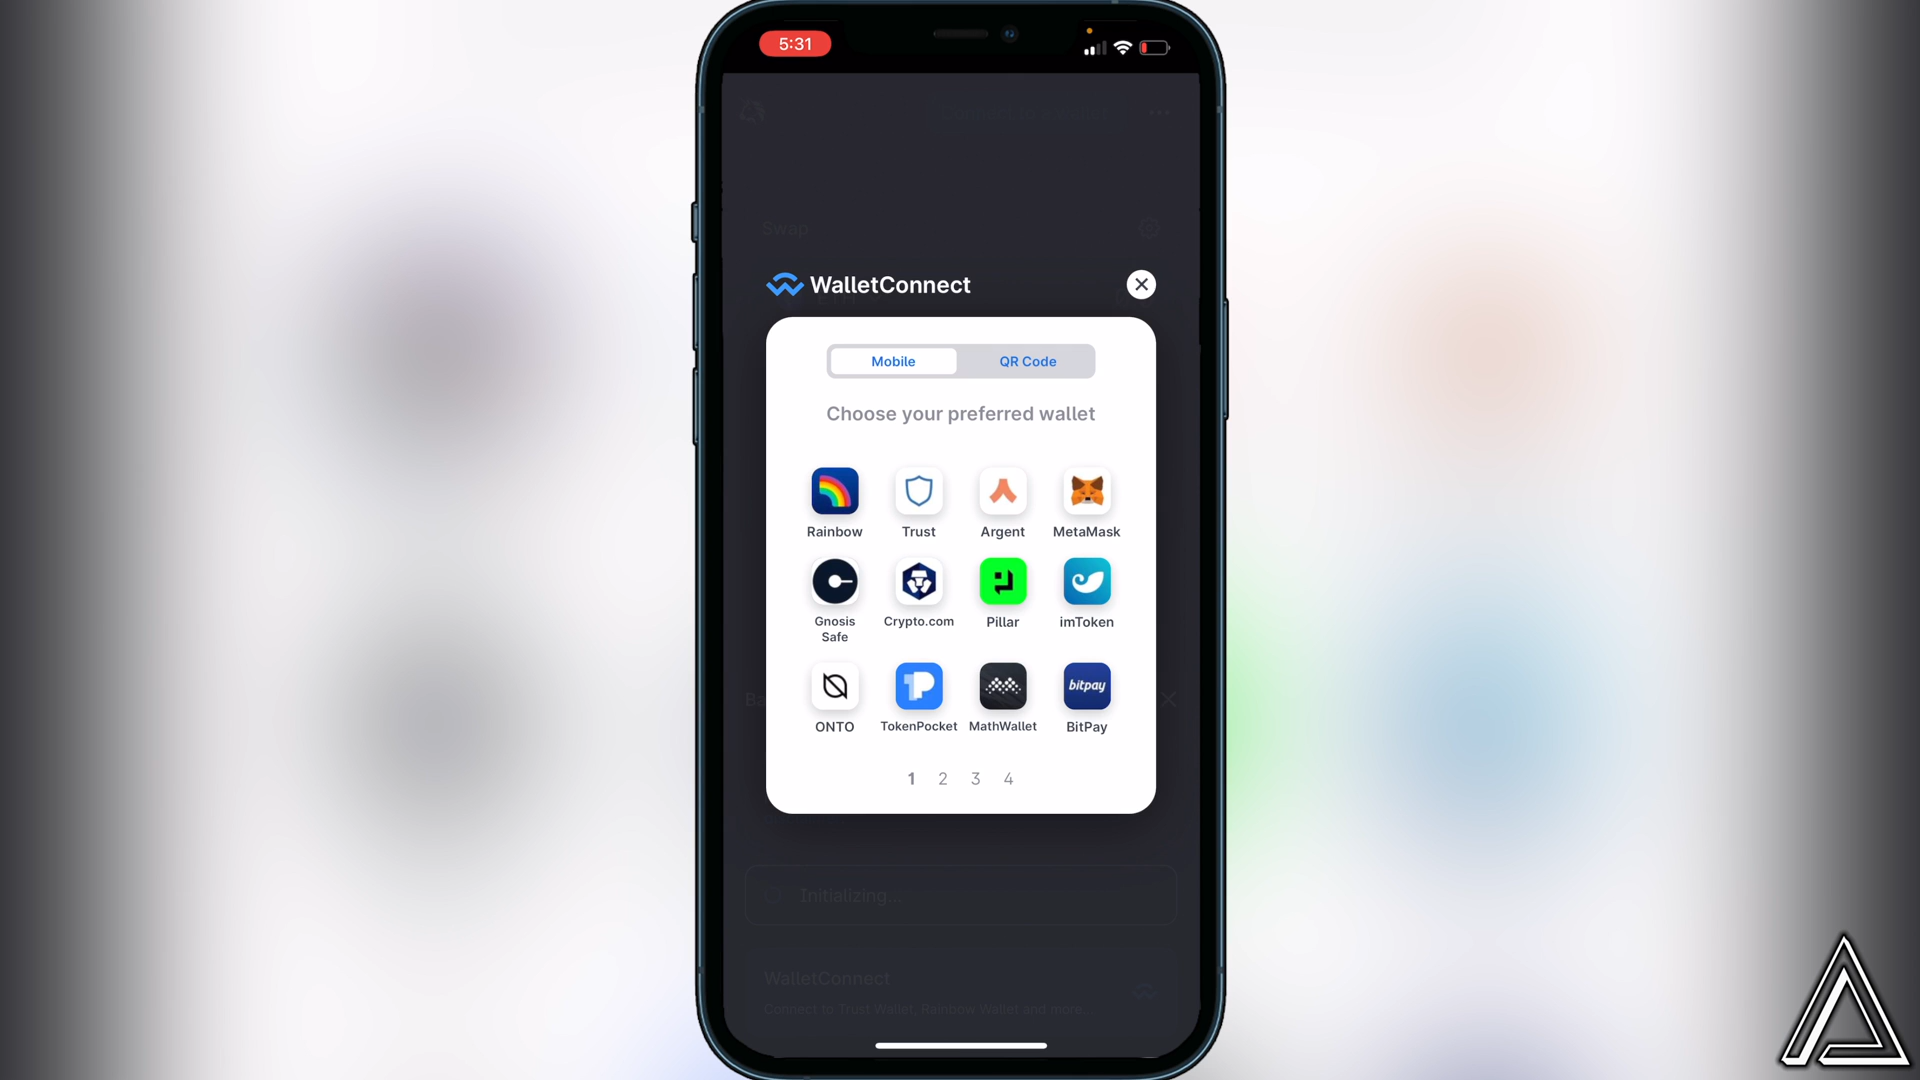 5:31
Swap
WalletConnect
ETH
Mobile QR Code
Choose your preferred wallet
Rainbow Trust Argent MetaMask
Gnosis Safe Crypto.com Pillar imToken
bitpay
ONTO TokenPocket MathWallet BitPay
1 2 3 4
Initializing...
WalletConnect
Connect to Trust Wallet, Rainbow Wallet and more...